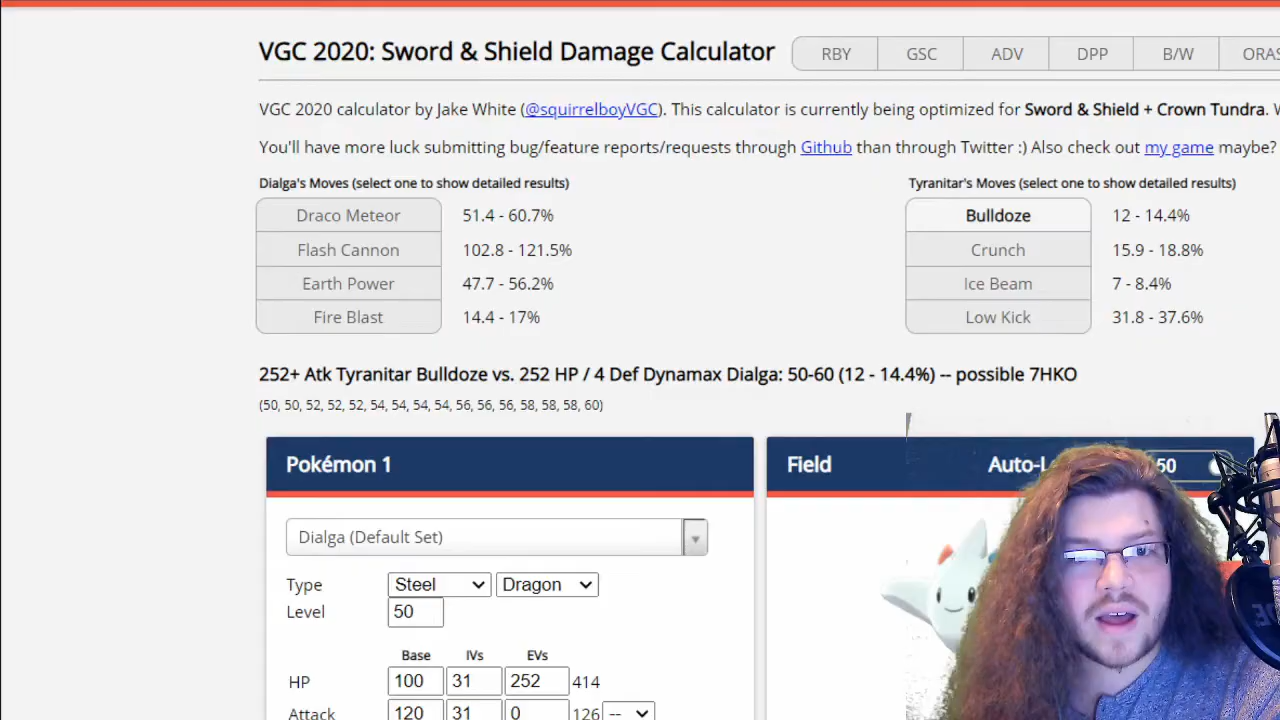 VGC 2020: Sword & Shield Damage Calculator
RBY GSC ADV DPP B/W ORAS
VGC 2020 calculator by Jake White (@squirrelboyVGC). This calculator is currently being optimized for Sword & Shield + Crown Tundra.
You'll have more luck submitting bug/feature reports/requests through Github than through Twitter :) Also check out my game maybe?
Dialga's Moves (select one to show detailed results)
Draco Meteor 51.4 - 60.7%
Flash Cannon 102.8 - 121.5%
Earth Power 47.7 - 56.2%
Fire Blast 14.4 - 17%
Tyranitar's Moves (select one to show detailed results)
Bulldoze 12 - 14.4%
Crunch 15.9 - 18.8%
Ice Beam 7 - 8.4%
Low Kick 31.8 - 37.6%
252+ Atk Tyranitar Bulldoze vs. 252 HP / 4 Def Dynamax Dialga: 50-60 (12 - 14.4%) -- possible 7HKO
(50, 50, 52, 52, 52, 54, 54, 54, 54, 56, 56, 56, 58, 58, 58, 60)
Pokémon 1
Dialga (Default Set)
Type Steel Dragon
Level 50
Base IVs EVs
HP 100 31 252 414
Attack 120 31 0 126 --
Field Auto-L 50